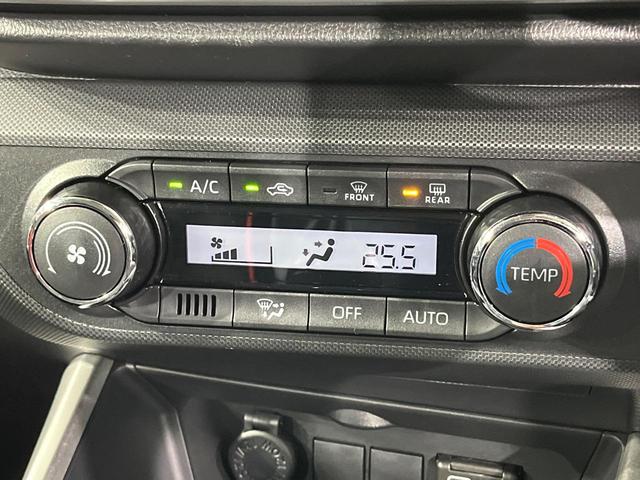 A/C
FRONT
REAR
25.5
TEMP
OFF
AUTO